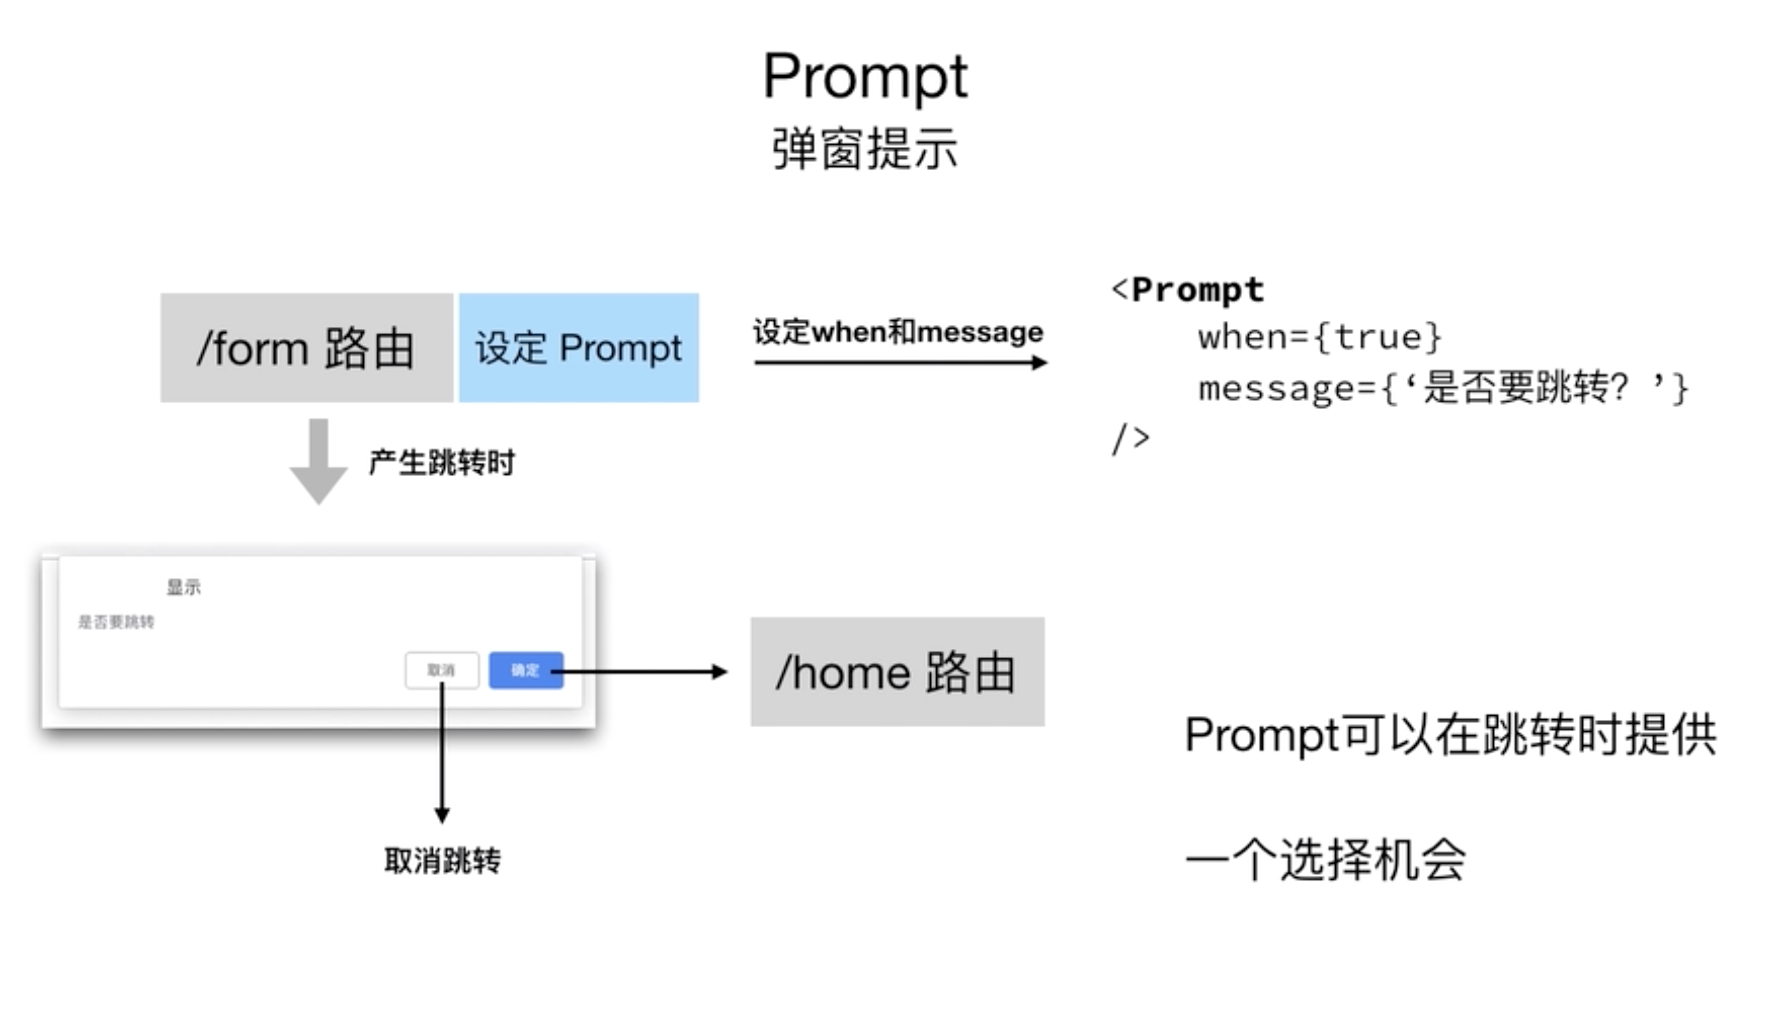 Prompt
弹窗提示
/form 路由
设定 Prompt
设定when和message
<Prompt
when={true}
message={‘是否要跳转？’}
/>
产生跳转时
显示
是否要跳转
取消
确定
/home 路由
取消跳转
Prompt可以在跳转时提供
一个选择机会